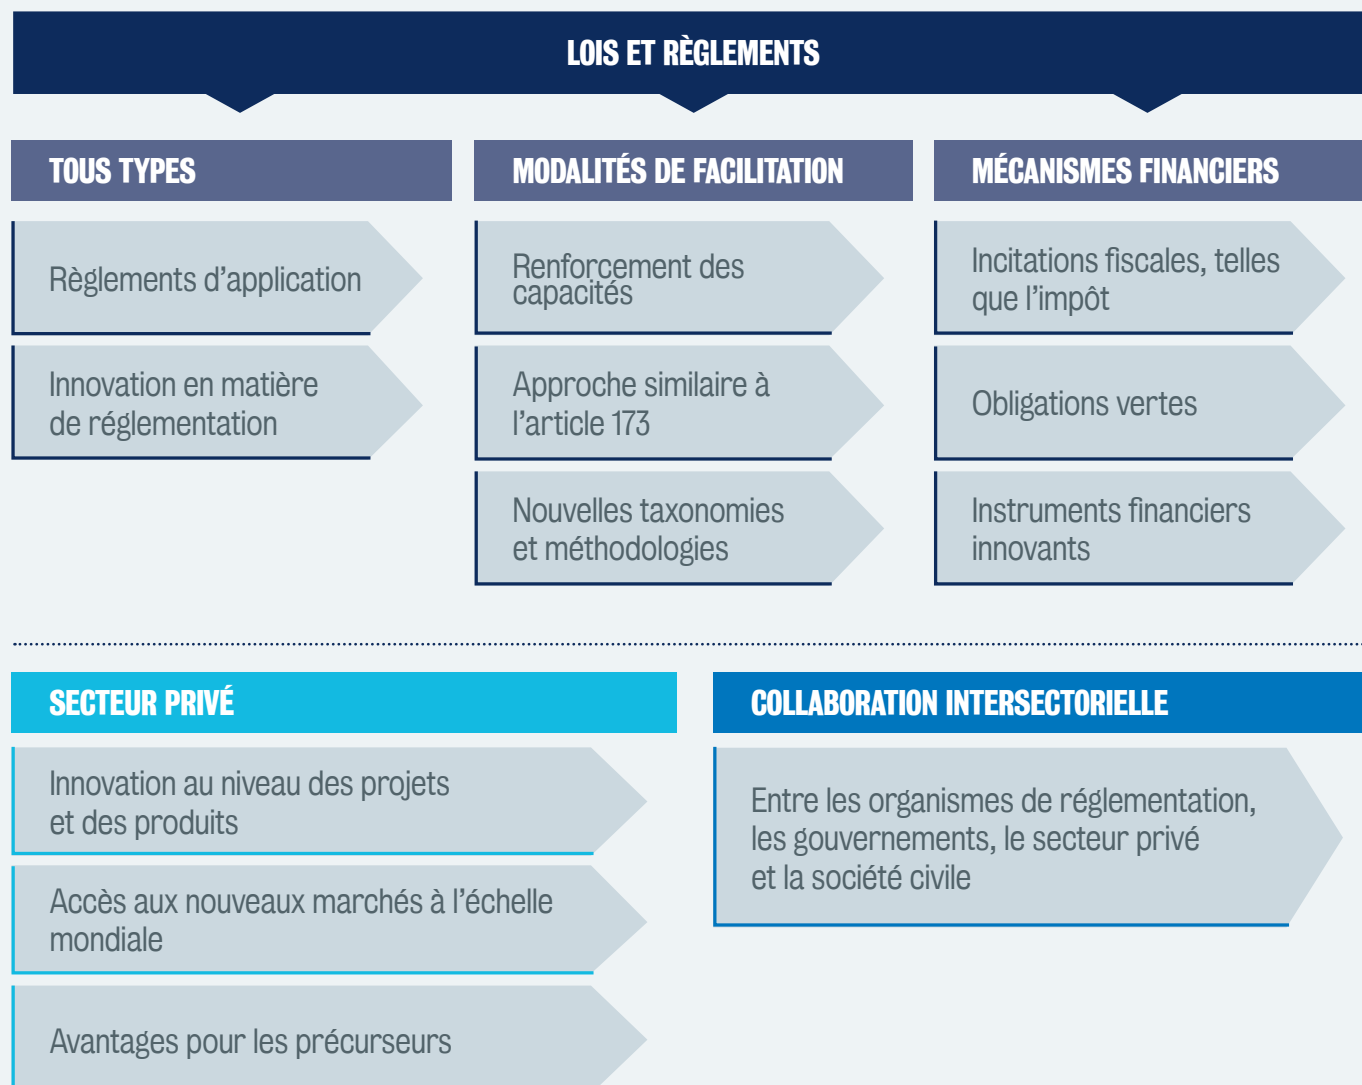 LOIS ET RÈGLEMENTS
TOUS TYPES
Règlements d’application
Innovation en matière
de réglementation
MODALITÉS DE FACILITATION
Renforcement des
capacités
Approche similaire à
l’article 173
Nouvelles taxonomies
et méthodologies
MÉCANISMES FINANCIERS
Incitations fiscales, telles
que l’impôt
Obligations vertes
Instruments financiers
innovants
SECTEUR PRIVÉ
Innovation au niveau des projets
et des produits
Accès aux nouveaux marchés à l’échelle
mondiale
Avantages pour les précurseurs
COLLABORATION INTERSECTORIELLE
Entre les organismes de réglementation,
les gouvernements, le secteur privé
et la société civile